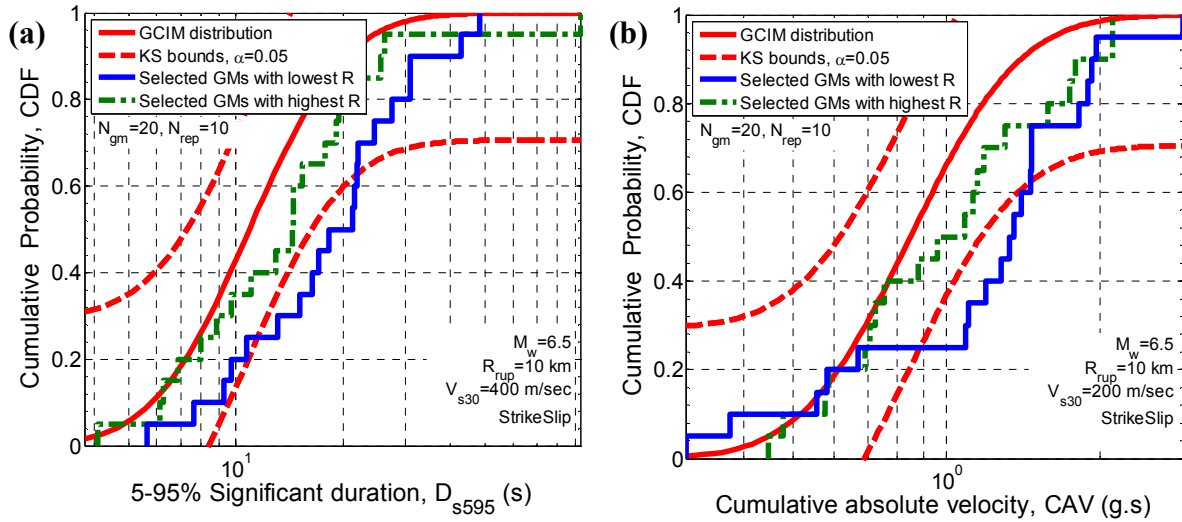 (a)
GCIM distribution
KS bounds, α=0.05
Selected GMs with lowest R
Selected GMs with highest R
N_gm=20, N_rep=10
Cumulative Probability, CDF
1
0.8
0.6
0.4
0.2
0
M_w=6.5
R_rup=10 km
V_s30=400 m/sec
StrikeSlip
10^1
5-95% Significant duration, D_s595 (s)
(b)
GCIM distribution
KS bounds, α=0.05
Selected GMs with lowest R
Selected GMs with highest R
N_gm=20, N_rep=10
Cumulative Probability, CDF
1
0.8
0.6
0.4
0.2
0
M_w=6.5
R_rup=10 km
V_s30=200 m/sec
StrikeSlip
10^0
Cumulative absolute velocity, CAV (g.s)